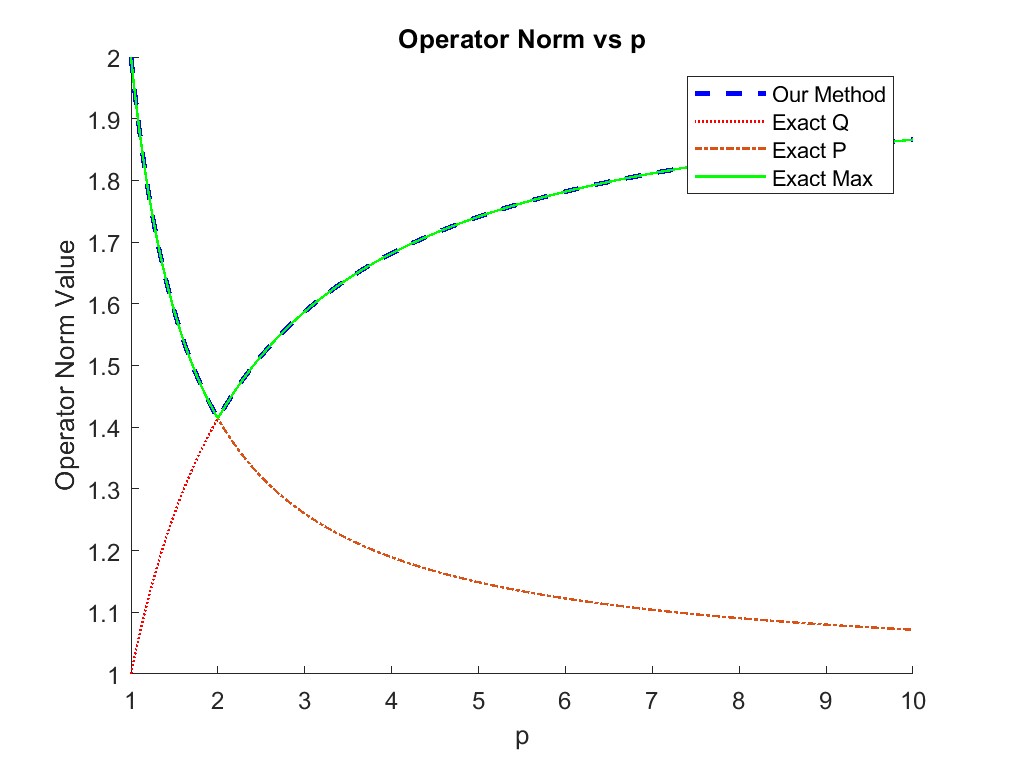 Operator Norm vs p
Our Method
Exact Q
Exact P
Exact Max
Operator Norm Value
2
1.9
1.8
1.7
1.6
1.5
1.4
1.3
1.2
1.1
1
1 2 3 4 5 6 7 8 9 10
p